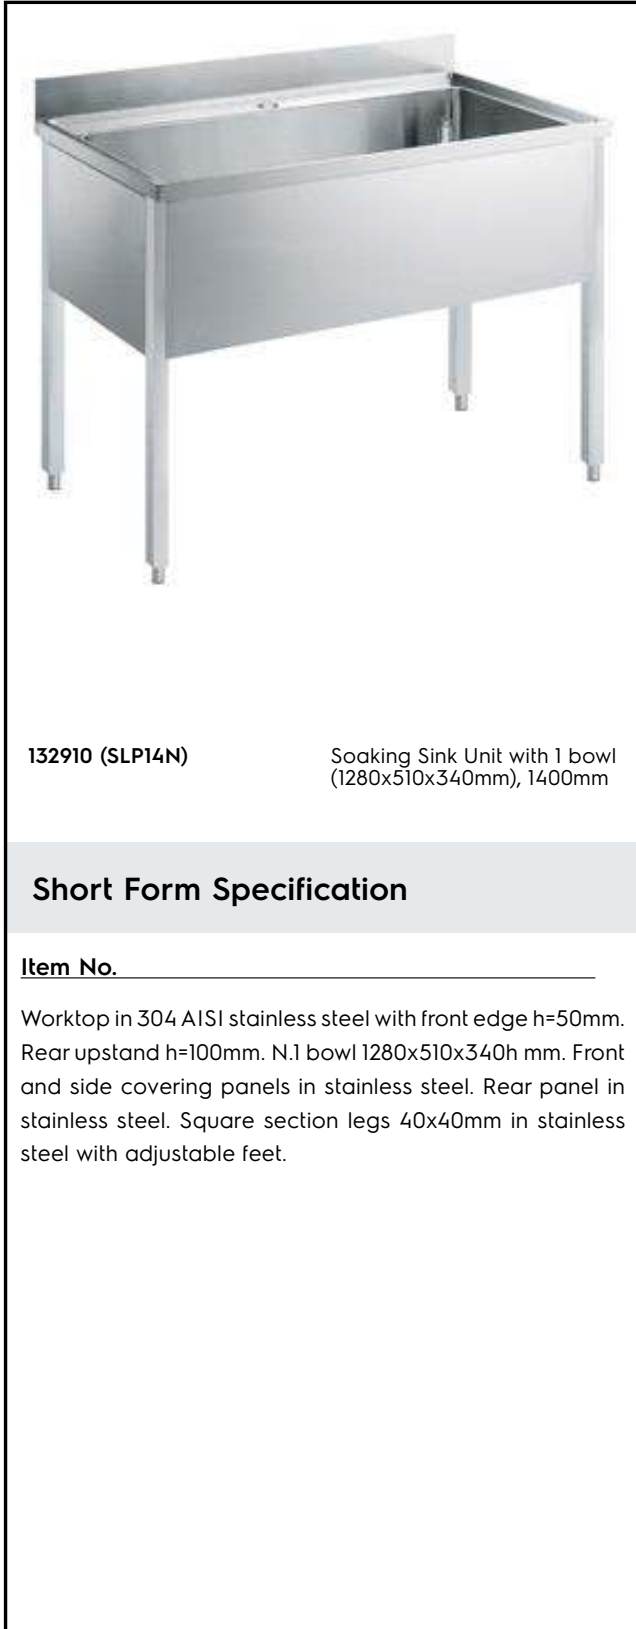 132910 (SLP14N)
Soaking Sink Unit with 1 bowl
(1280x510x340mm), 1400mm
Short Form Specification
Item No.
Worktop in 304 AISI stainless steel with front edge h=50mm.
Rear upstand h=100mm. N.1 bowl 1280x510x340h mm. Front
and side covering panels in stainless steel. Rear panel in
stainless steel. Square section legs 40x40mm in stainless
steel with adjustable feet.